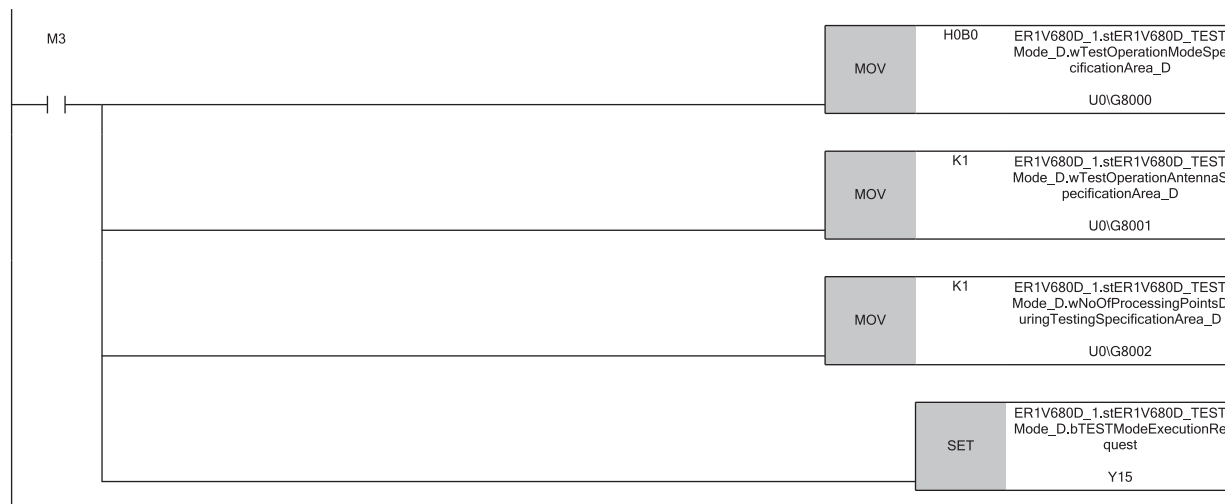 M3
MOV
H0B0
ER1V680D_1.stER1V680D_TEST
Mode_D.wTestOperationModeSpe
cificationArea_D
U0\G8000
MOV
K1
ER1V680D_1.stER1V680D_TEST
Mode_D.wTestOperationAntennaS
pecificationArea_D
U0\G8001
MOV
K1
ER1V680D_1.stER1V680D_TEST
Mode_D.wNoOfProcessingPointsD
uringTestingSpecificationArea_D
U0\G8002
SET
ER1V680D_1.stER1V680D_TEST
Mode_D.bTESTModeExecutionRe
quest
Y15